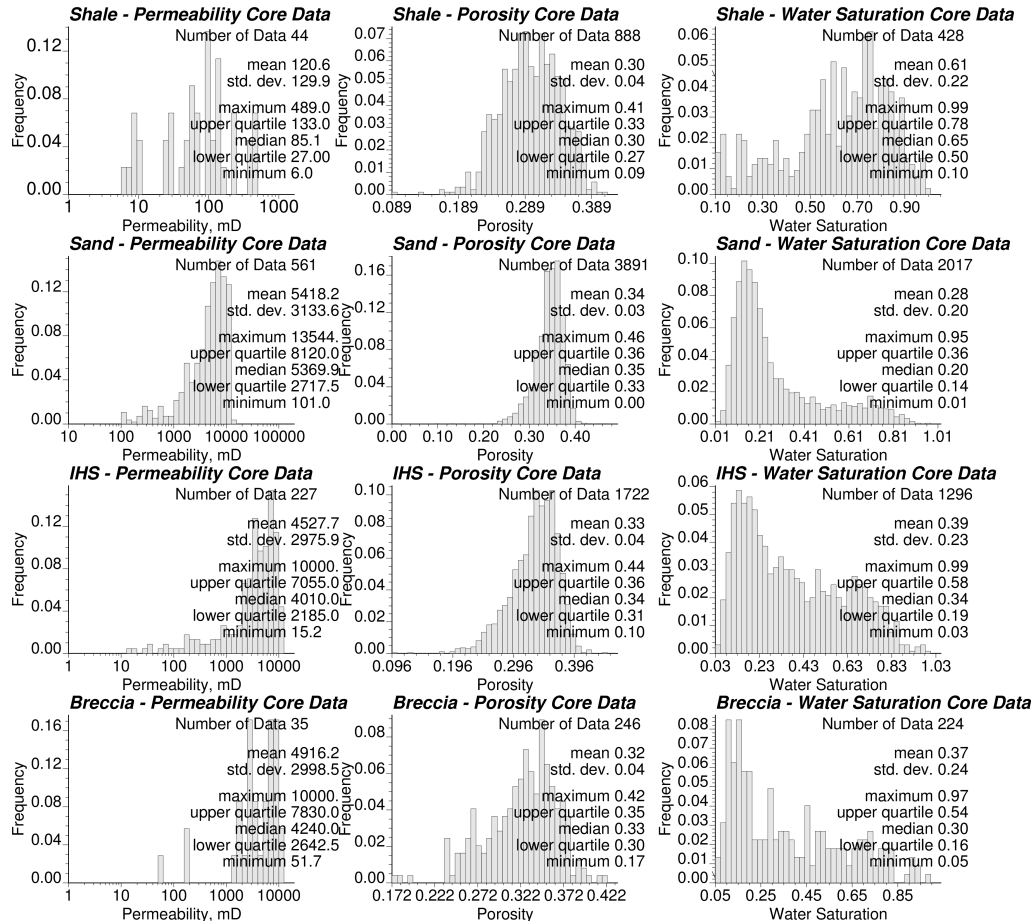 Shale - Permeability Core Data
Number of Data 44
mean 120.6
std. dev. 129.9
maximum 489.0
upper quartile 133.0
median 85.1
lower quartile 27.00
minimum 6.0
Frequency
0.12
0.08
0.04
0.00
1 10 100 1000
Permeability, mD
Shale - Porosity Core Data
Number of Data 888
mean 0.30
std. dev. 0.04
maximum 0.41
upper quartile 0.33
median 0.30
lower quartile 0.27
minimum 0.09
Frequency
0.07
0.06
0.05
0.04
0.03
0.02
0.01
0.00
0.089 0.189 0.289 0.389
Porosity
Shale - Water Saturation Core Data
Number of Data 428
mean 0.61
std. dev. 0.22
maximum 0.99
upper quartile 0.78
median 0.65
lower quartile 0.50
minimum 0.10
Frequency
0.06
0.05
0.04
0.03
0.02
0.01
0.00
0.10 0.30 0.50 0.70 0.90
Water Saturation
Sand - Permeability Core Data
Number of Data 561
mean 5418.2
std. dev. 3133.6
maximum 13544.
upper quartile 8120.0
median 5369.9
lower quartile 2717.5
minimum 101.0
Frequency
0.12
0.08
0.04
0.00
10 100 1000 10000 100000
Permeability, mD
Sand - Porosity Core Data
Number of Data 3891
mean 0.34
std. dev. 0.03
maximum 0.46
upper quartile 0.36
median 0.35
lower quartile 0.33
minimum 0.00
Frequency
0.16
0.12
0.08
0.04
0.00
0.00 0.10 0.20 0.30 0.40
Porosity
Sand - Water Saturation Core Data
Number of Data 2017
mean 0.28
std. dev. 0.20
maximum 0.95
upper quartile 0.36
median 0.20
lower quartile 0.14
minimum 0.01
Frequency
0.10
0.08
0.06
0.04
0.02
0.00
0.01 0.21 0.41 0.61 0.81 1.01
Water Saturation
IHS - Permeability Core Data
Number of Data 227
mean 4527.7
std. dev. 2975.9
maximum 10000.
upper quartile 7055.0
median 4010.0
lower quartile 2185.0
minimum 15.2
Frequency
0.12
0.08
0.04
0.00
1 10 100 1000 10000
Permeability, mD
IHS - Porosity Core Data
Number of Data 1722
mean 0.33
std. dev. 0.04
maximum 0.44
upper quartile 0.36
median 0.34
lower quartile 0.31
minimum 0.10
Frequency
0.10
0.08
0.06
0.04
0.02
0.00
0.096 0.196 0.296 0.396
Porosity
IHS - Water Saturation Core Data
Number of Data 1296
mean 0.39
std. dev. 0.23
maximum 0.99
upper quartile 0.58
median 0.34
lower quartile 0.19
minimum 0.03
Frequency
0.06
0.05
0.04
0.03
0.02
0.01
0.00
0.03 0.23 0.43 0.63 0.83 1.03
Water Saturation
Breccia - Permeability Core Data
Number of Data 35
mean 4916.2
std. dev. 2998.5
maximum 10000.
upper quartile 7830.0
median 4240.0
lower quartile 2642.5
minimum 51.7
Frequency
0.16
0.12
0.08
0.04
0.00
1 10 100 1000 10000
Permeability, mD
Breccia - Porosity Core Data
Number of Data 246
mean 0.32
std. dev. 0.04
maximum 0.42
upper quartile 0.35
median 0.33
lower quartile 0.30
minimum 0.17
Frequency
0.08
0.06
0.04
0.02
0.00
0.172 0.222 0.272 0.322 0.372 0.422
Porosity
Breccia - Water Saturation Core Data
Number of Data 224
mean 0.37
std. dev. 0.24
maximum 0.97
upper quartile 0.54
median 0.30
lower quartile 0.16
minimum 0.05
Frequency
0.08
0.07
0.06
0.05
0.04
0.03
0.02
0.01
0.00
0.05 0.25 0.45 0.65 0.85
Water Saturation